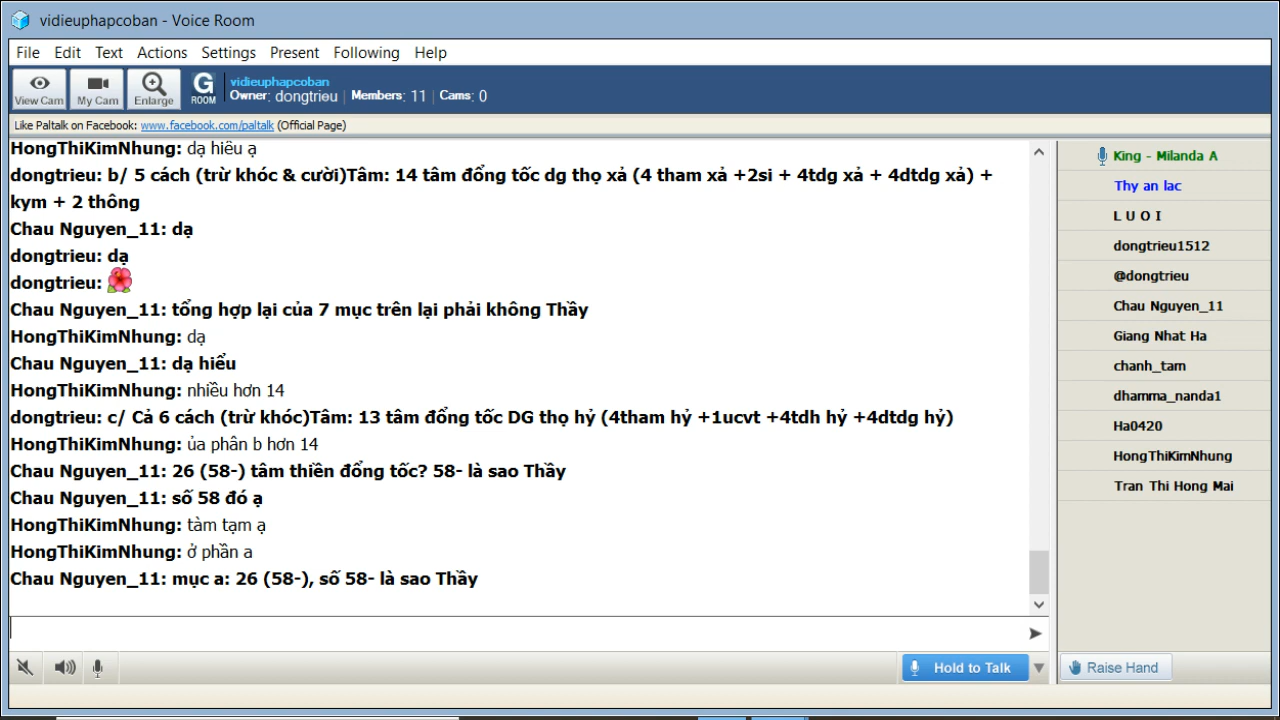 vidieuphapcoban - Voice Room
File Edit Text Actions Settings Present Following Help
View Cam My Cam Enlarge G ROOM
vidieuphapcoban
Owner: dongtrieu | Members: 11 | Cams: 0
Like Paltalk on Facebook: www.facebook.com/paltalk (Official Page)
HongThiKimNhung: dạ hiêu ạ
dongtrieu: b/ 5 cách (trừ khóc & cười)Tâm: 14 tâm đổng tốc dg thọ xả (4 tham xả +2si + 4tdg xả + 4dtdg xả) +
kym + 2 thông
Chau Nguyen_11: dạ
dongtrieu: dạ
dongtrieu:
Chau Nguyen_11: tổng hợp lại của 7 mục trên lại phải không Thầy
HongThiKimNhung: dạ
Chau Nguyen_11: dạ hiểu
HongThiKimNhung: nhiều hơn 14
dongtrieu: c/ Cả 6 cách (trừ khóc)Tâm: 13 tâm đổng tốc DG thọ hỷ (4tham hỷ +1ucvt +4tdh hỷ +4dtdg hỷ)
HongThiKimNhung: ủa phân b hơn 14
Chau Nguyen_11: 26 (58-) tâm thiền đổng tốc? 58- là sao Thầy
Chau Nguyen_11: số 58 đó ạ
HongThiKimNhung: tàm tạm ạ
HongThiKimNhung: ở phần a
Chau Nguyen_11: mục a: 26 (58-), số 58- là sao Thầy
King - Milanda A
Thy an lac
L U O I
dongtrieu1512
@dongtrieu
Chau Nguyen_11
Giang Nhat Ha
chanh_tam
dhamma_nanda1
Ha0420
HongThiKimNhung
Tran Thi Hong Mai
Hold to Talk
Raise Hand